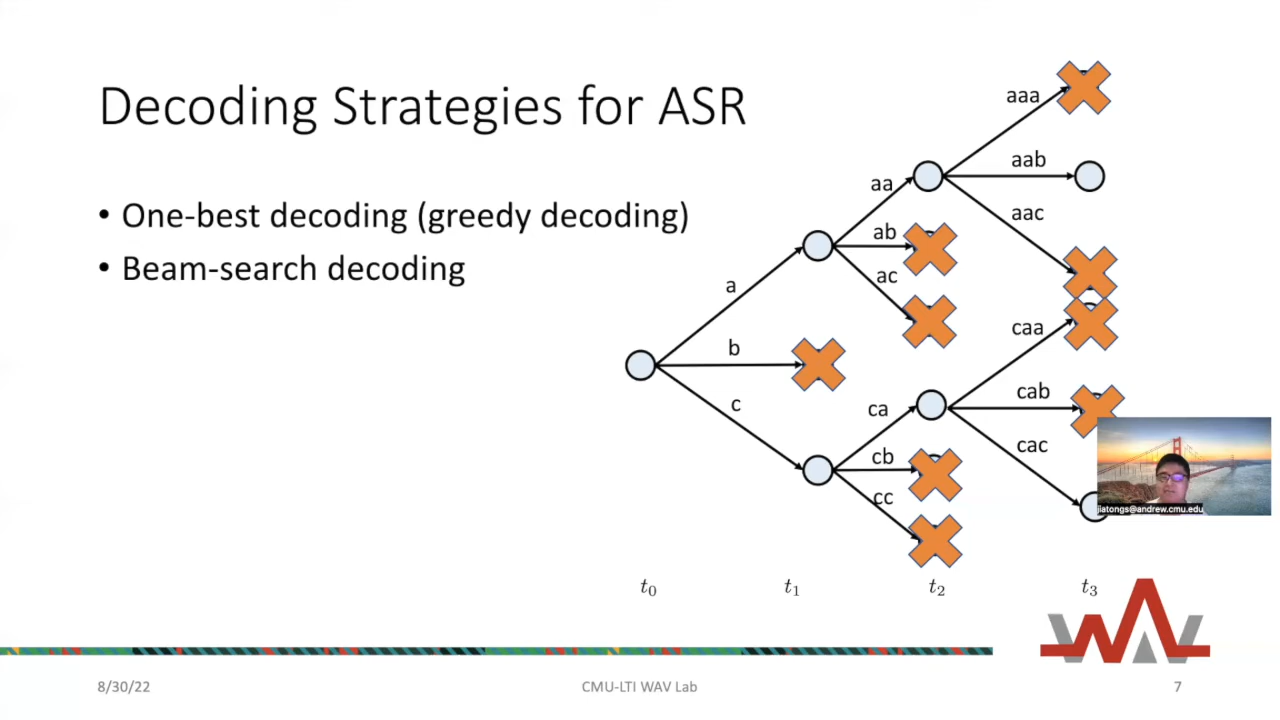 Decoding Strategies for ASR
• One-best decoding (greedy decoding)
• Beam-search decoding
aaa
aab
aac
aa
ab
ac
a
b
c
caa
cab
cac
ca
cb
cc
t0
t1
t2
t3
jiatongs@andrew.cmu.edu
WAV
8/30/22
CMU-LTI WAV Lab
7